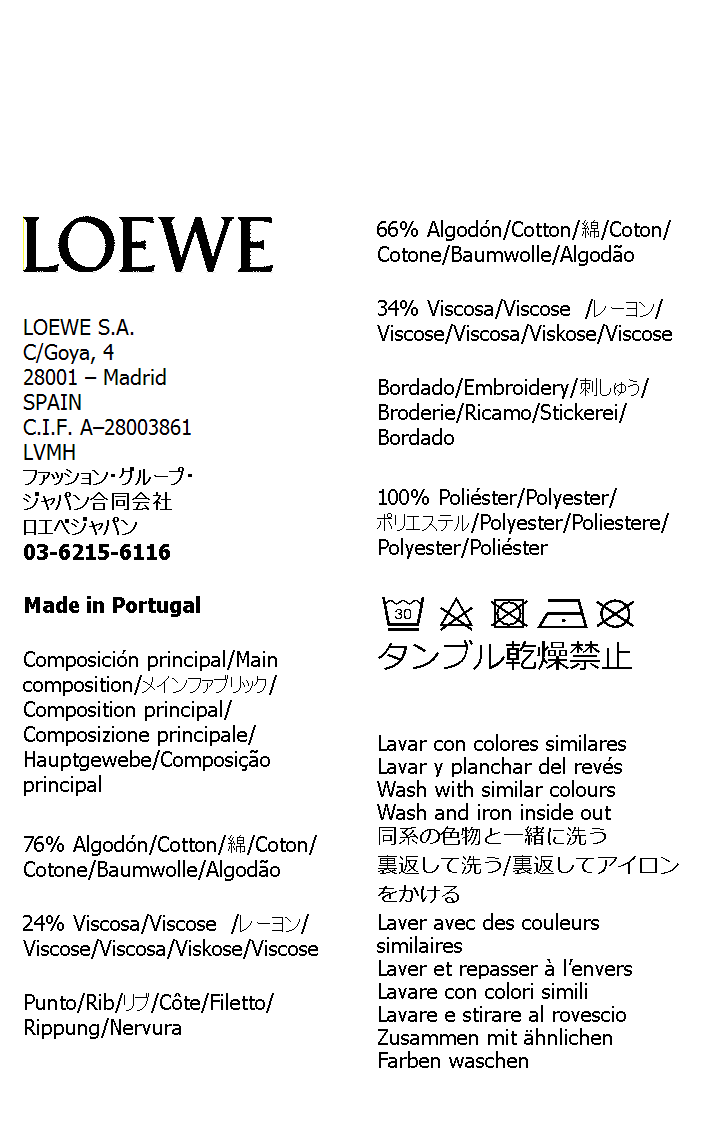 LOEWE
LOEWE S.A.
C/Goya, 4
28001 – Madrid
SPAIN
C.I.F. A–28003861
LVMH
ファッション・グループ・
ジャパン合同会社
ロエベジャパン
03-6215-6116
Made in Portugal
Composición principal/Main
composition/メインファブリック/
Composition principal/
Composizione principale/
Hauptgewebe/Composição
principal
76% Algodón/Cotton/綿/Coton/
Cotone/Baumwolle/Algodão
24% Viscosa/Viscose /レーヨン/
Viscose/Viscosa/Viskose/Viscose
Punto/Rib/リブ/Côte/Filetto/
Rippung/Nervura
66% Algodón/Cotton/綿/Coton/
Cotone/Baumwolle/Algodão
34% Viscosa/Viscose /レーヨン/
Viscose/Viscosa/Viskose/Viscose
Bordado/Embroidery/刺しゅう/
Broderie/Ricamo/Stickerei/
Bordado
100% Poliéster/Polyester/
ポリエステル/Polyester/Poliestere/
Polyester/Poliéster
30
タンブル乾燥禁止
Lavar con colores similares
Lavar y planchar del revés
Wash with similar colours
Wash and iron inside out
同系の色物と一緒に洗う
裏返して洗う/裏返してアイロン
をかける
Laver avec des couleurs
similaires
Laver et repasser à l’envers
Lavare con colori simili
Lavare e stirare al rovescio
Zusammen mit ähnlichen
Farben waschen